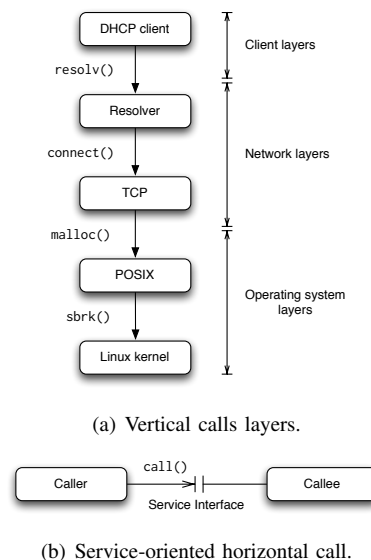 DHCP client
Client layers
resolv()
Resolver
connect()
Network layers
TCP
malloc()
POSIX
Operating system
layers
sbrk()
Linux kernel
(a) Vertical calls layers.
call()
Caller
Callee
Service Interface
(b) Service-oriented horizontal call.